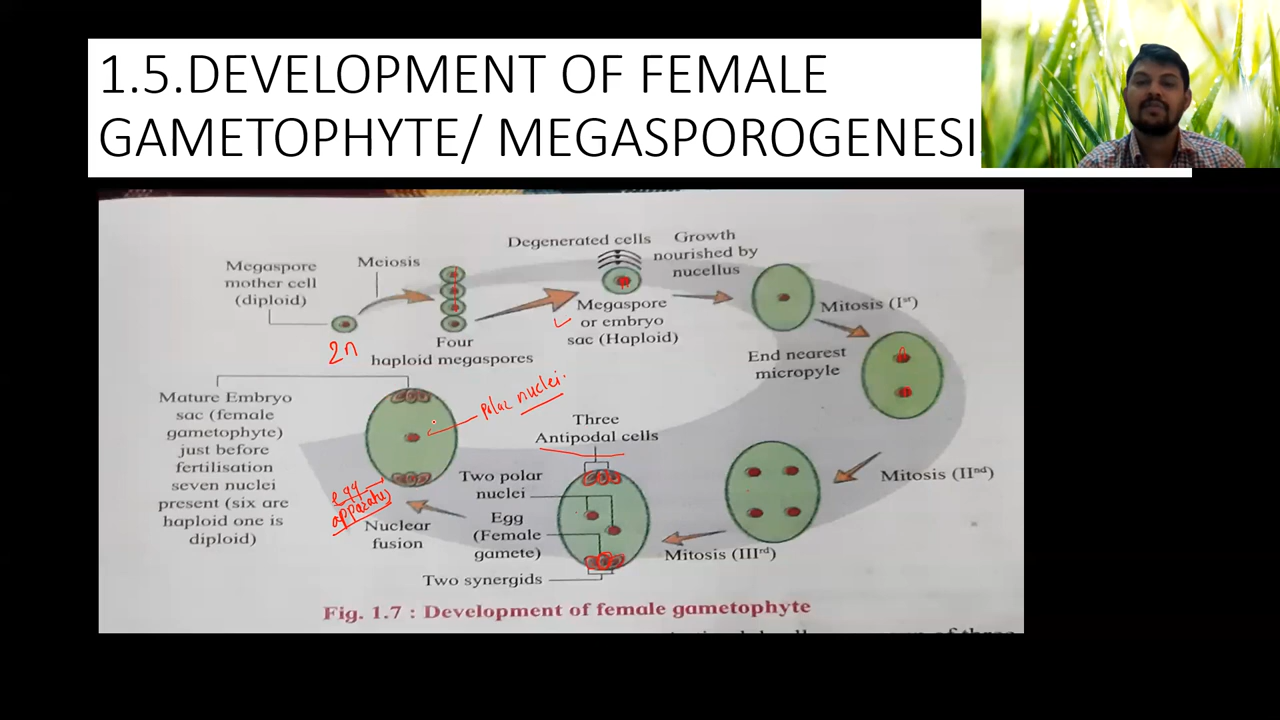 1.5.DEVELOPMENT OF FEMALE
GAMETOPHYTE/ MEGASPOROGENESI
Degenerated cells
Growth
nourished by
nucellus
Megaspore
mother cell
(diploid)
Meiosis
2n
Four
haploid megaspores
Megaspore
or embryo
sac (Haploid)
Mitosis (Ist)
End nearest
micropyle
Mitosis (IInd)
Mature Embryo
sac (female
gametophyte)
just before
fertilisation
seven nuclei
present (six are
haploid one is
diploid)
Polar nuclei.
egg
apparatus
Nuclear
fusion
Three
Antipodal cells
Two polar
nuclei
Egg
(Female
gamete)
Two synergids
Mitosis (IIIrd)
Fig. 1.7 : Development of female gametophyte